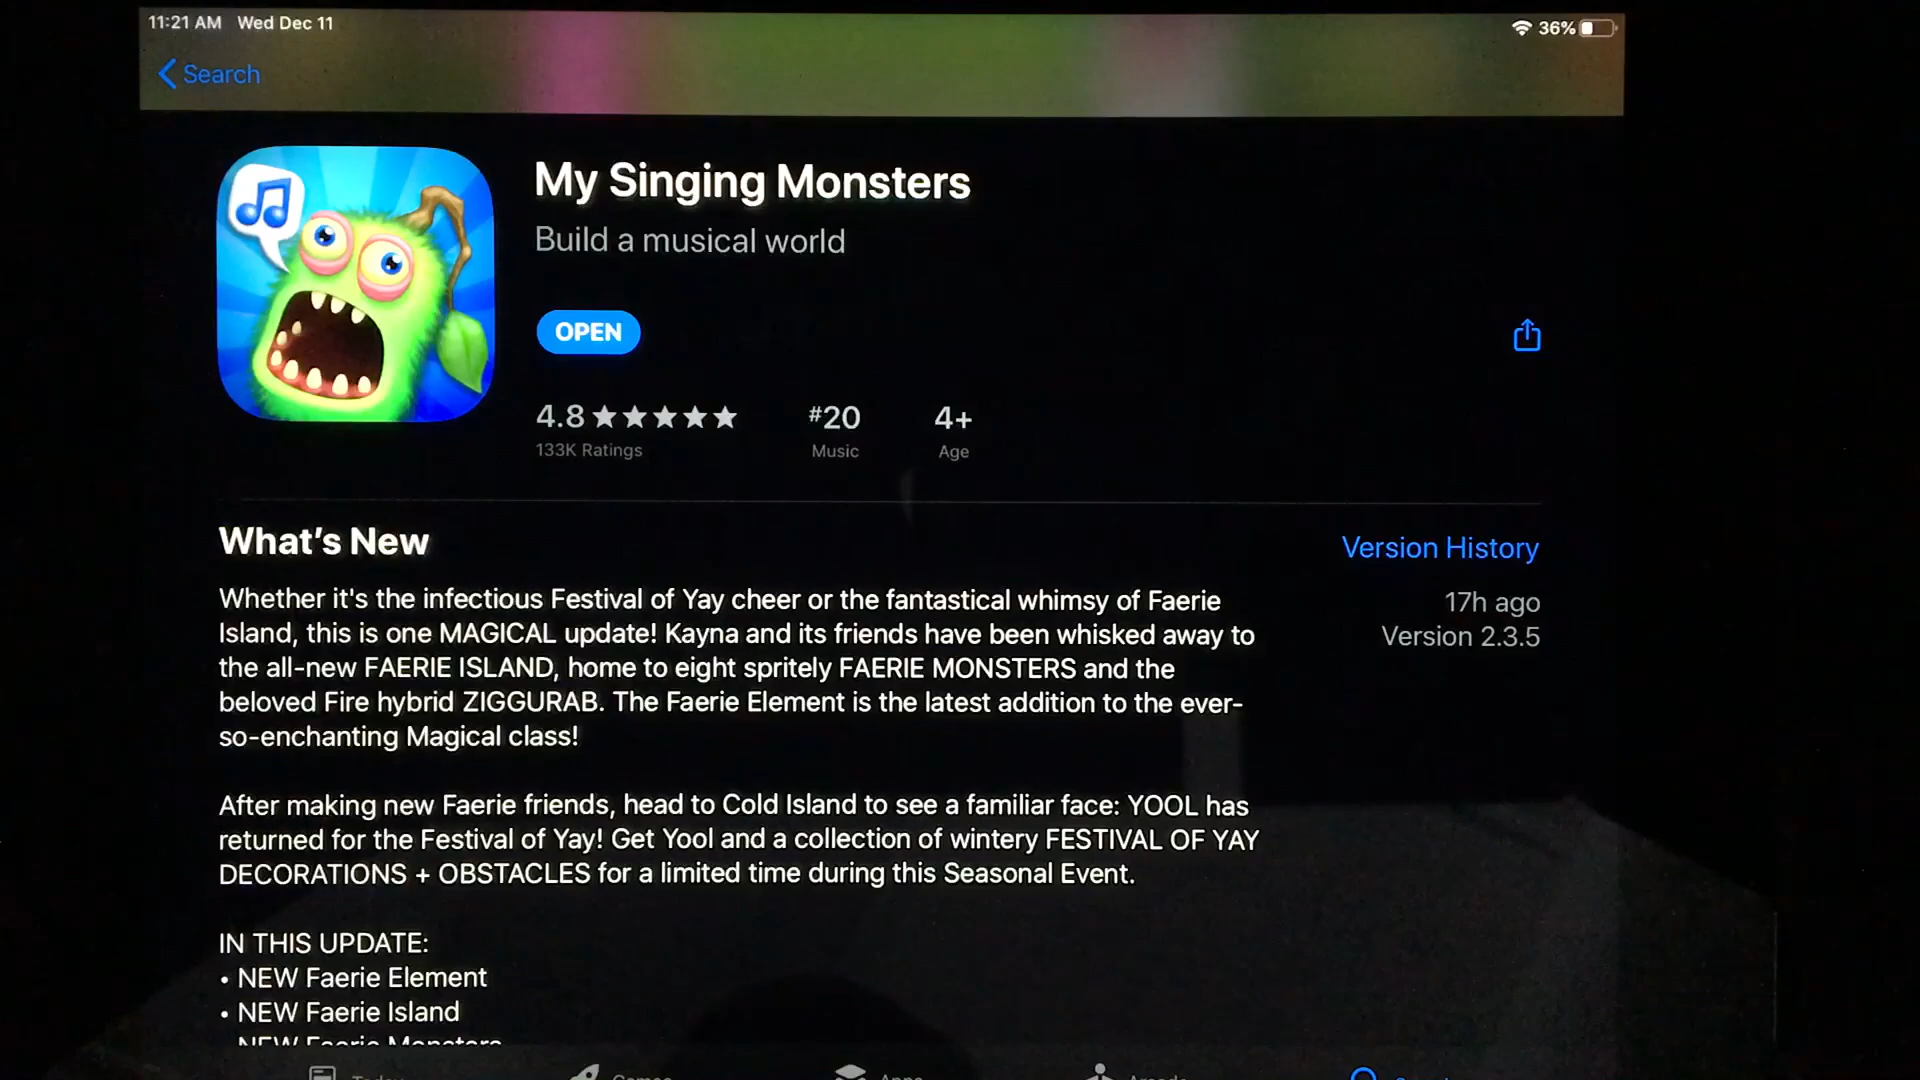 11:21 AM Wed Dec 11
36%
Search
My Singing Monsters
Build a musical world
OPEN
4.8 ★★★★★ #20 4+
133K Ratings Music Age
What's New
Version History
Whether it's the infectious Festival of Yay cheer or the fantastical whimsy of Faerie
17h ago
Island, this is one MAGICAL update! Kayna and its friends have been whisked away to
Version 2.3.5
the all-new FAERIE ISLAND, home to eight spritely FAERIE MONSTERS and the
beloved Fire hybrid ZIGGURAB. The Faerie Element is the latest addition to the ever-
so-enchanting Magical class!
After making new Faerie friends, head to Cold Island to see a familiar face: YOOL has
returned for the Festival of Yay! Get Yool and a collection of wintery FESTIVAL OF YAY
DECORATIONS + OBSTACLES for a limited time during this Seasonal Event.
IN THIS UPDATE:
• NEW Faerie Element
• NEW Faerie Island
NEW Faerie Monsters
Today Games Apps Arcade